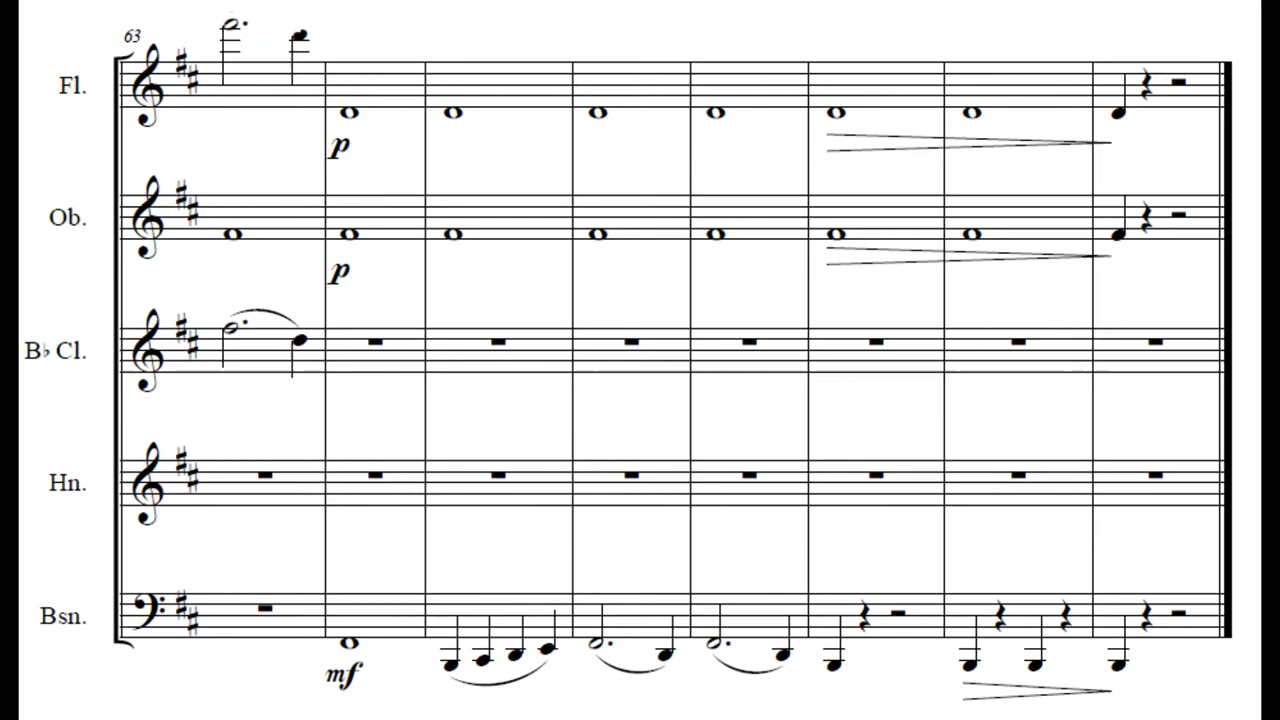 63
Fl.
p
Ob.
p
B♭ Cl.
Hn.
Bsn.
mf